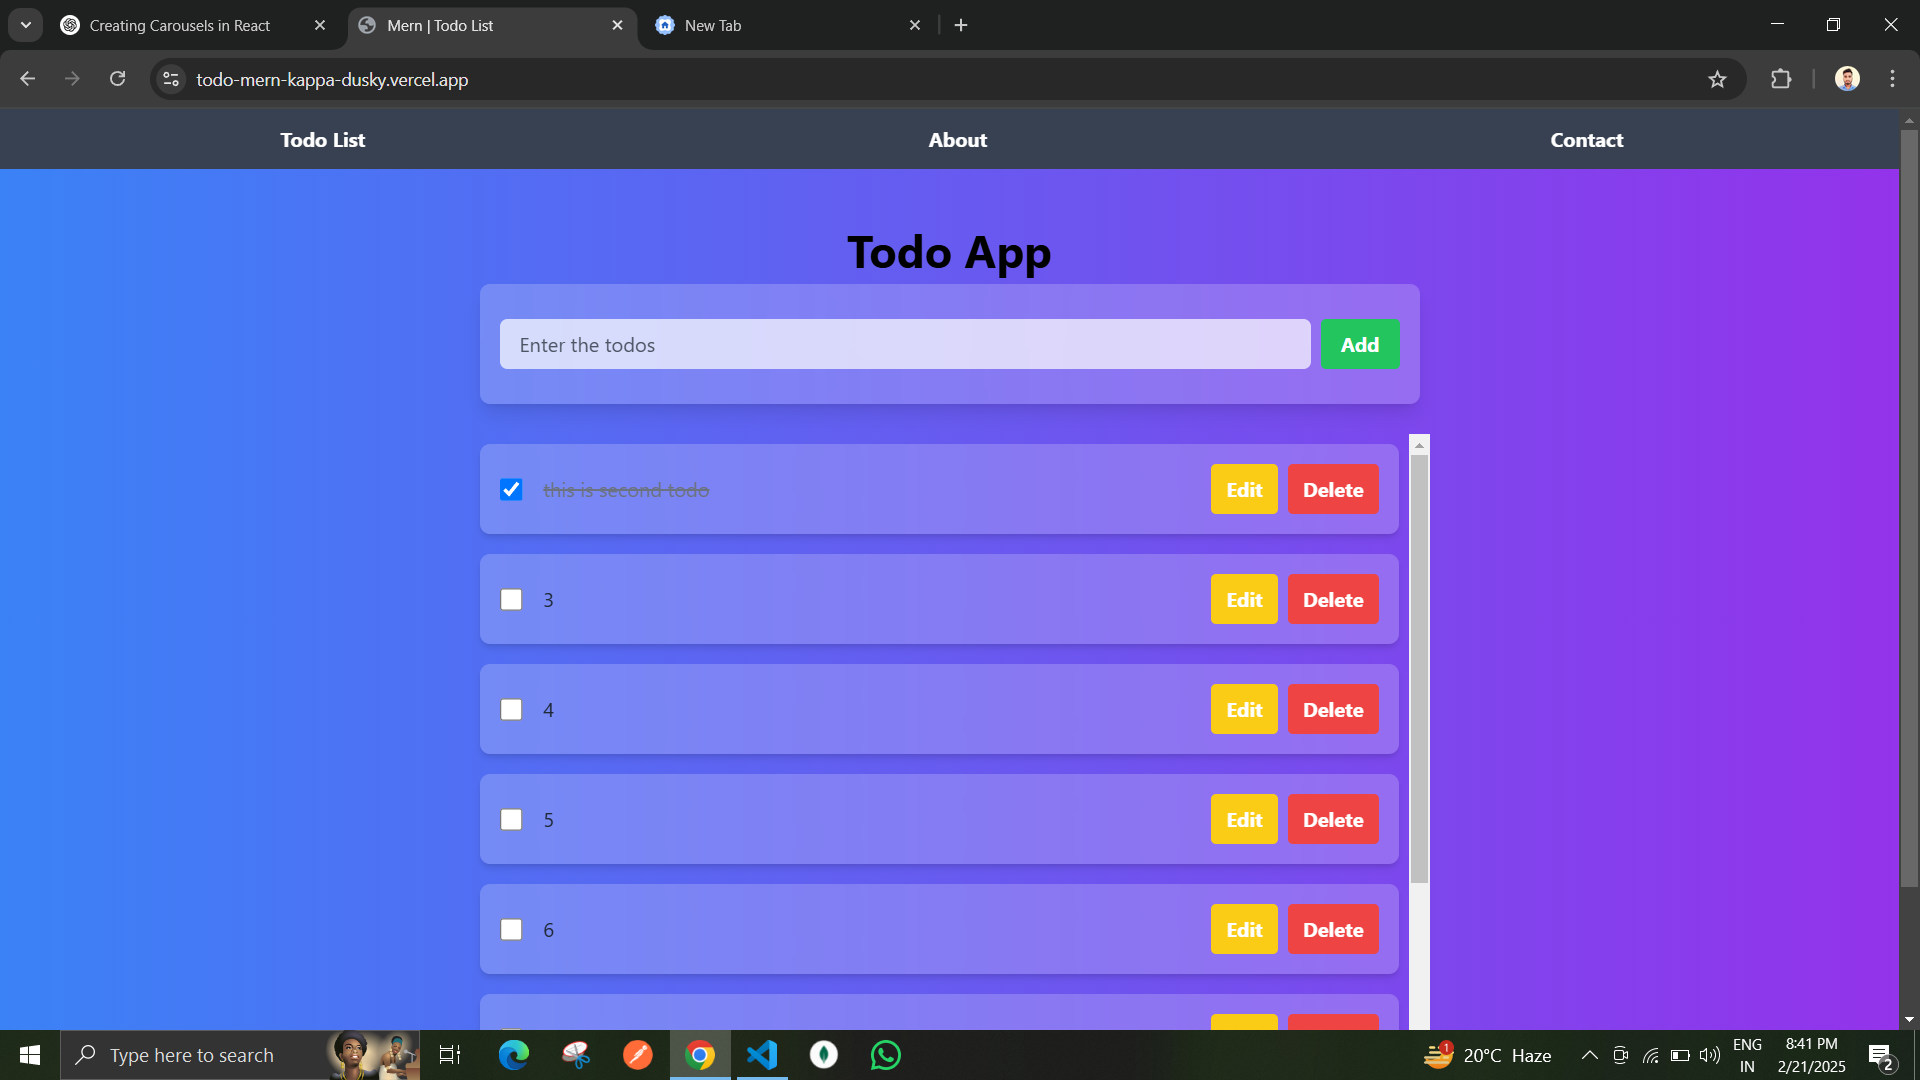 Creating Carousels in React
Mern | Todo List
New Tab
todo-mern-kappa-dusky.vercel.app
Todo List
About
Contact
Todo App
Enter the todos
Add
this is second todo
Edit
Delete
3
Edit
Delete
4
Edit
Delete
5
Edit
Delete
6
Edit
Delete
Type here to search
1
20°C Haze
ENG
IN
8:41 PM
2/21/2025
2